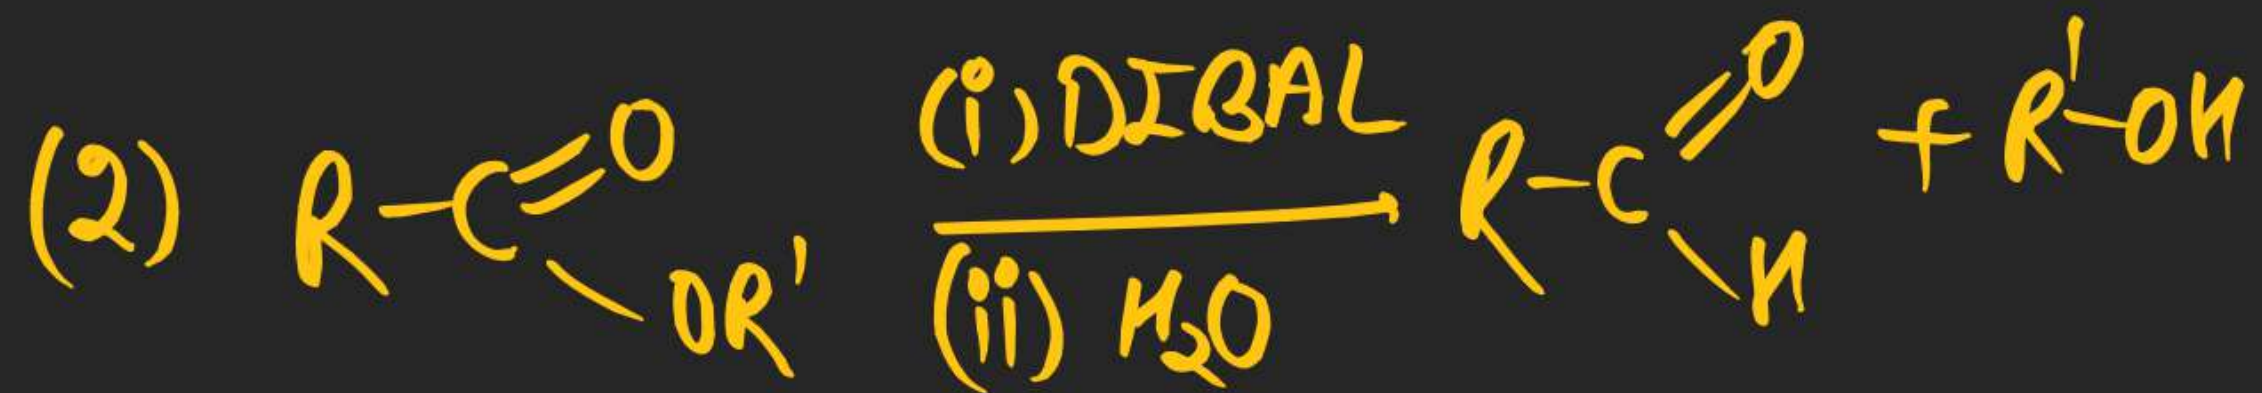 (2) R-C=O (i) DIBAL R-C=O + R'-OH
OR' (ii) H₂O H